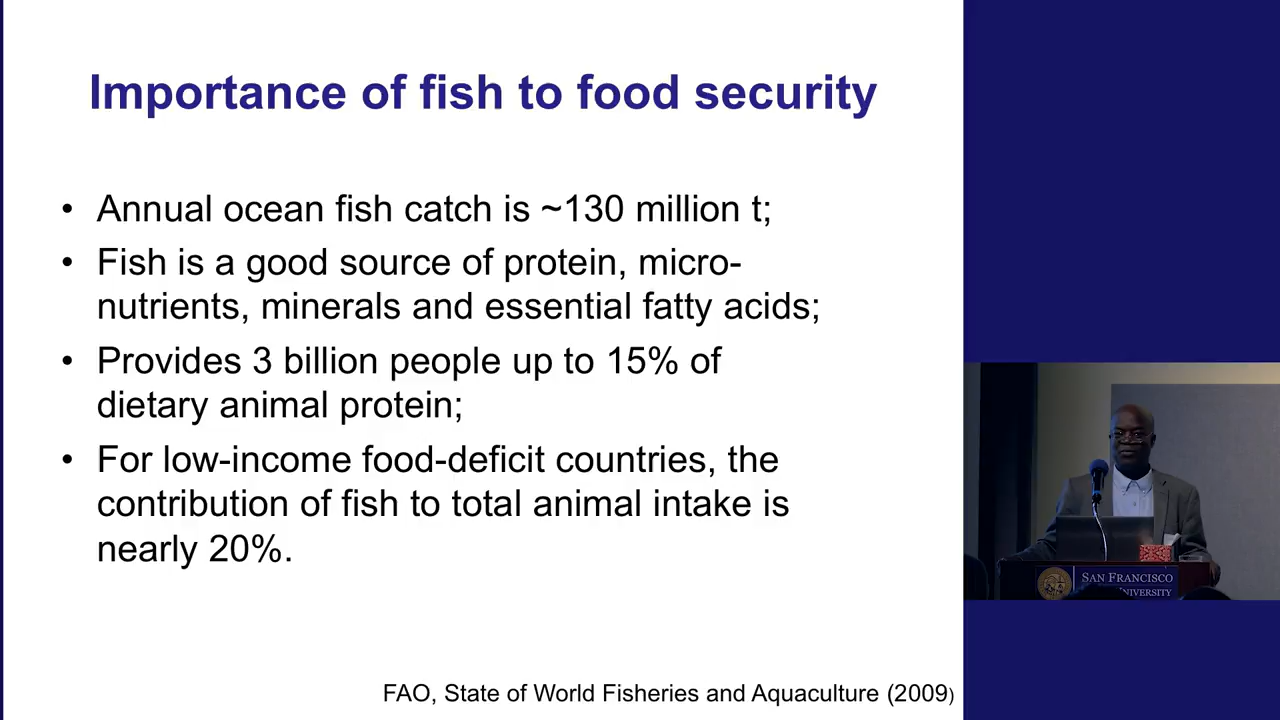 Importance of fish to food security
• Annual ocean fish catch is ~130 million t;
• Fish is a good source of protein, micro-
nutrients, minerals and essential fatty acids;
• Provides 3 billion people up to 15% of
dietary animal protein;
• For low-income food-deficit countries, the
contribution of fish to total animal intake is
nearly 20%.
FAO, State of World Fisheries and Aquaculture (2009)
SAN FRANCISCO
UNIVERSITY